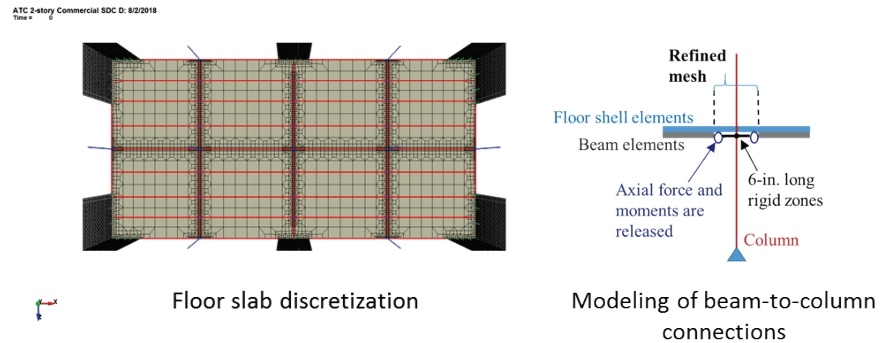 ATC 2-story Commercial SDC D: 8/2/2018
Time = 0
Refined
mesh
Floor shell elements
Beam elements
Axial force and
moments are
released
6-in. long
rigid zones
Column
X
Floor slab discretization
Modeling of beam-to-column
connections